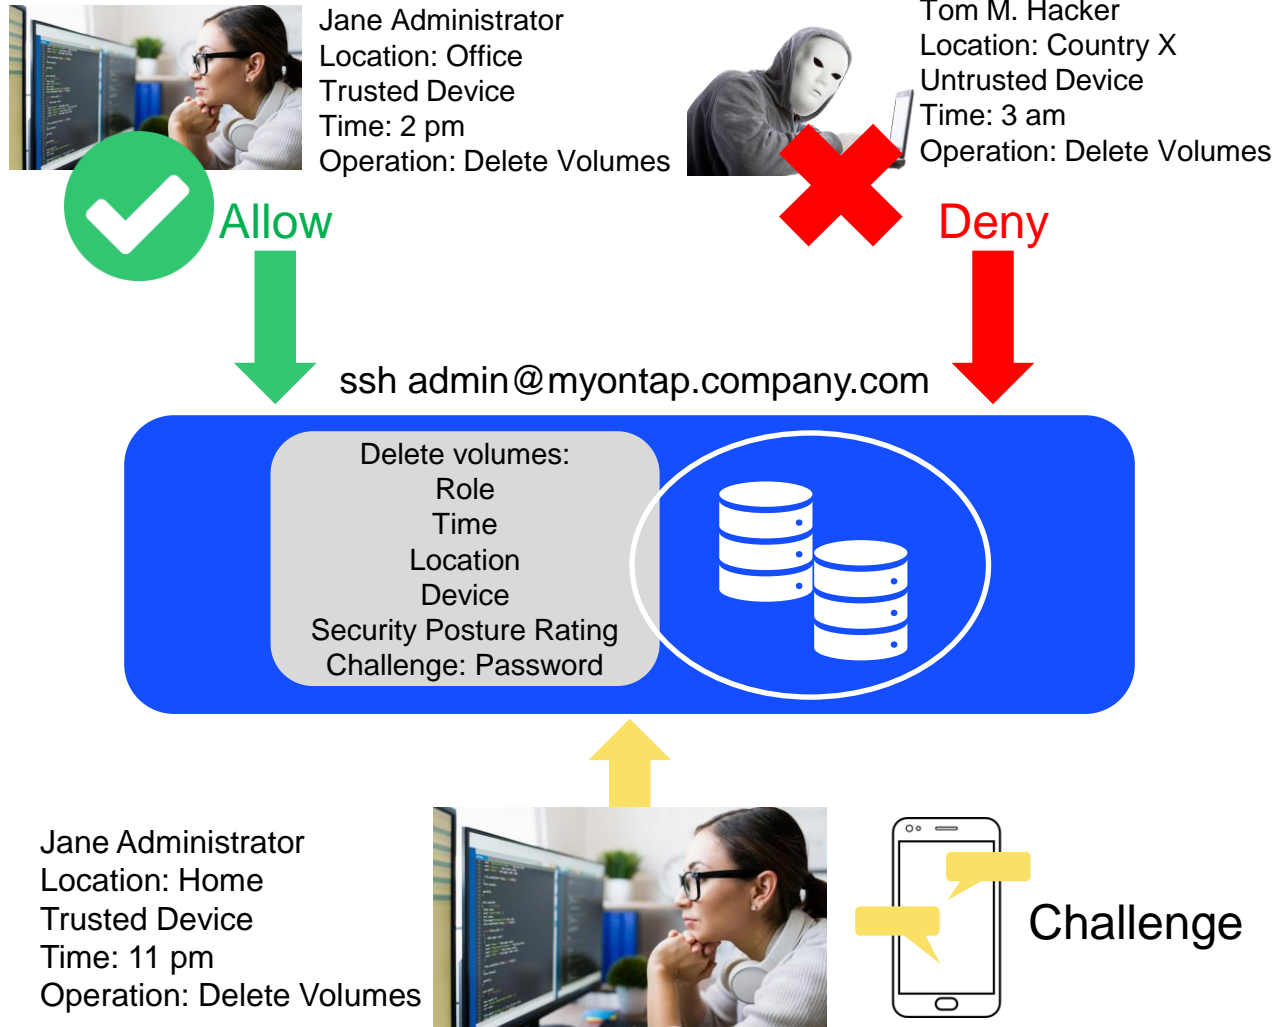 Jane Administrator
Location: Office
Trusted Device
Time: 2 pm
Operation: Delete Volumes
Tom M. Hacker
Location: Country X
Untrusted Device
Time: 3 am
Operation: Delete Volumes
Allow
Deny
ssh admin@myontap.company.com
Delete volumes:
Role
Time
Location
Device
Security Posture Rating
Challenge: Password
Jane Administrator
Location: Home
Trusted Device
Time: 11 pm
Operation: Delete Volumes
Challenge